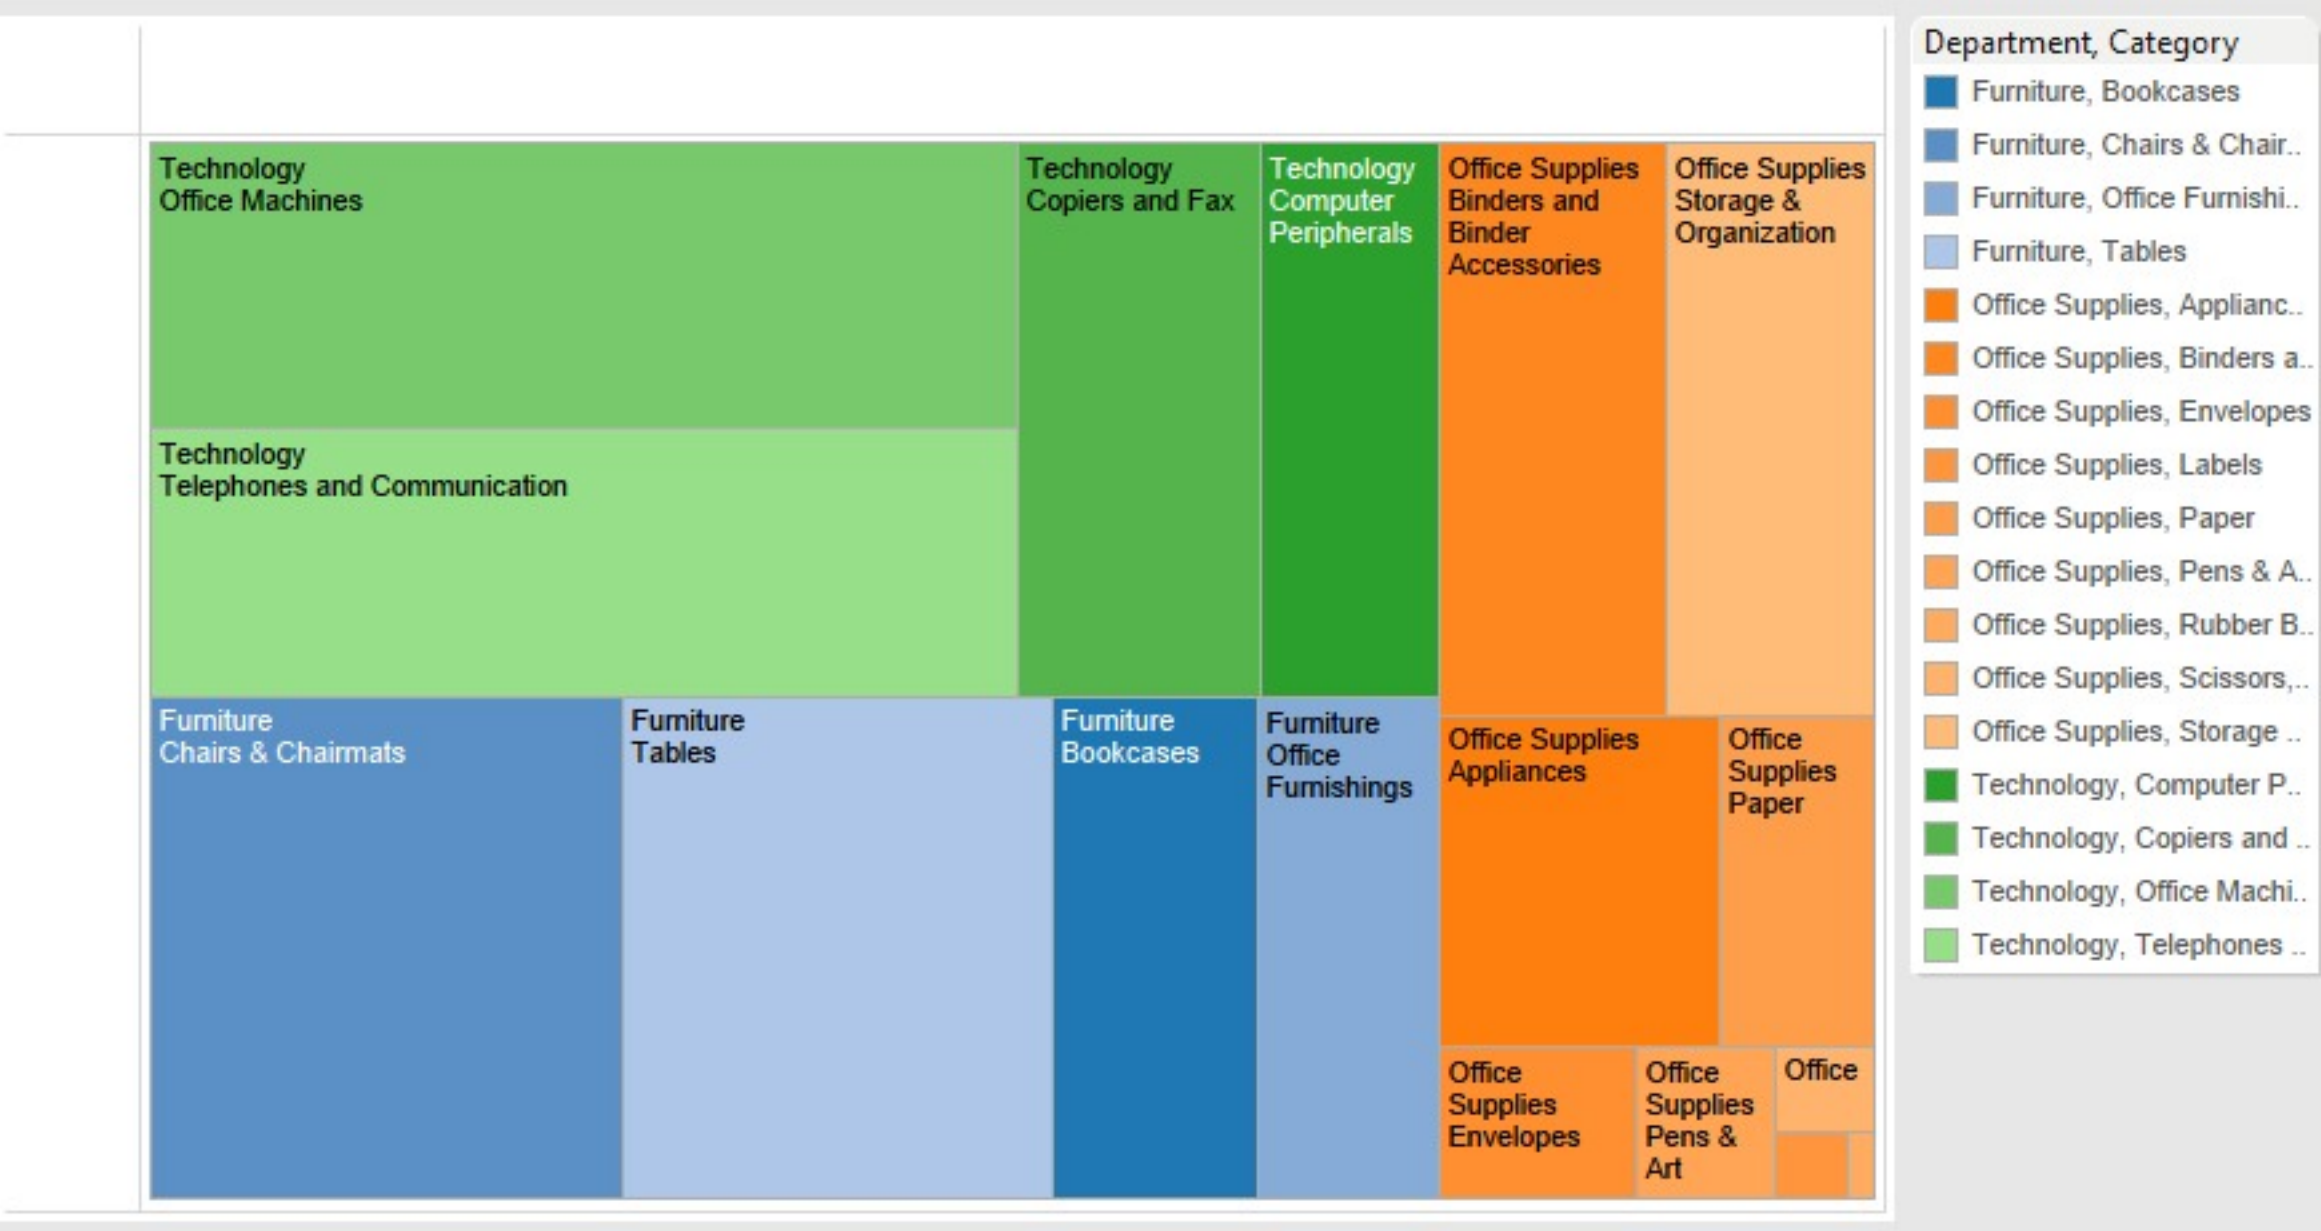 Technology
Office Machines
Technology
Copiers and Fax
Technology
Computer
Peripherals
Office Supplies
Binders and
Binder
Accessories
Office Supplies
Storage &
Organization
Technology
Telephones and Communication
Furniture
Chairs & Chairmats
Furniture
Tables
Furniture
Bookcases
Furniture
Office
Furnishings
Office Supplies
Appliances
Office
Supplies
Paper
Office
Supplies
Envelopes
Office
Supplies
Pens &
Art
Office
Department, Category
Furniture, Bookcases
Furniture, Chairs & Chair..
Furniture, Office Furnishi..
Furniture, Tables
Office Supplies, Applianc..
Office Supplies, Binders a..
Office Supplies, Envelopes
Office Supplies, Labels
Office Supplies, Paper
Office Supplies, Pens & A..
Office Supplies, Rubber B..
Office Supplies, Scissors,..
Office Supplies, Storage ..
Technology, Computer P..
Technology, Copiers and ..
Technology, Office Machi..
Technology, Telephones ..